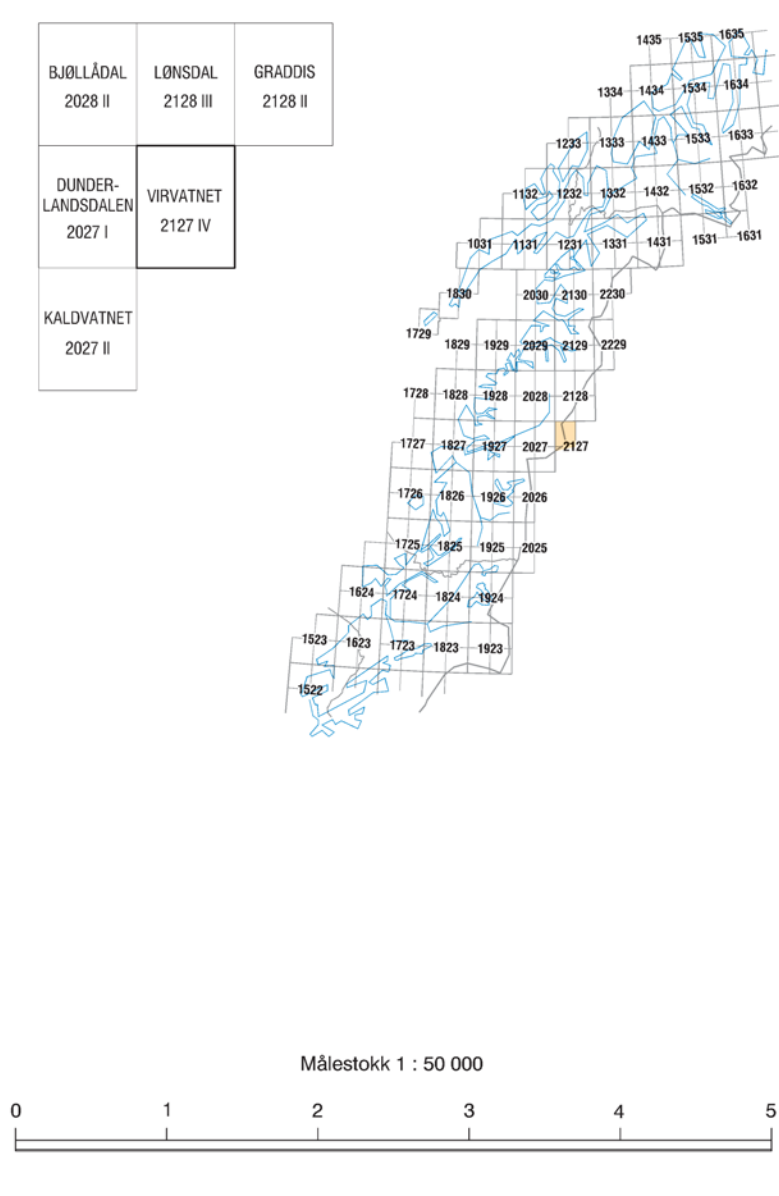 BJØLLÅDAL
2028 II
LØNSDAL
2128 III
GRADDIS
2128 II
DUNDER-
LANDSDALEN
2027 I
VIRVATNET
2127 IV
KALDVATNET
2027 II
1435 1535 1635
1334 1434 1534 1634
1233 1333 1433 1533 1633
1132 1232 1332 1432 1532 1632
1031 1131 1231 1331 1431 1531 1631
1830 2030 2130 2230
1729
1829 1929 2029 2129 2229
1728 1828 1928 2028 2128
1727 1827 1927 2027 2127
1726 1826 1926 2026
1725 1825 1925 2025
1624 1724 1824 1924
1523 1623 1723 1823 1923
1522
Målestokk 1 : 50 000
0 1 2 3 4 5